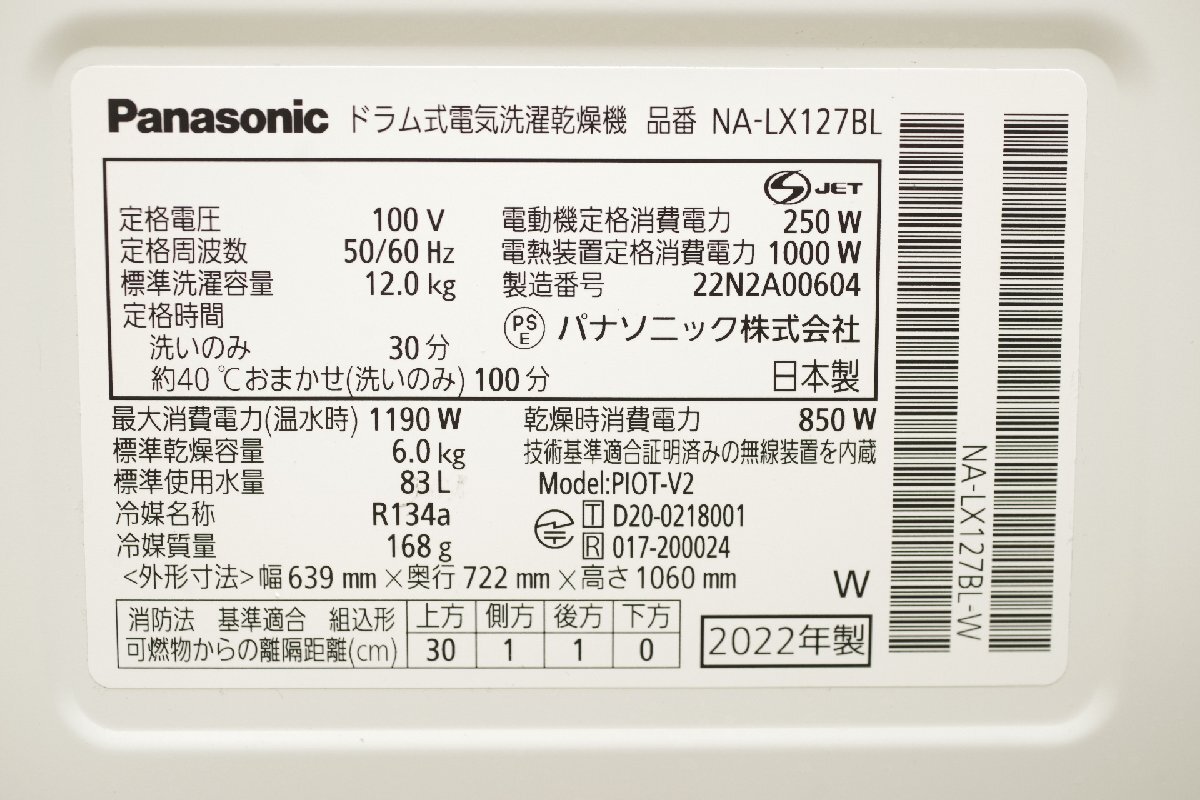 Panasonic ドラム式電気洗濯乾燥機 品番 NA-LX127BL
S JET
定格電圧 100 V 電動機定格消費電力 250 W
定格周波数 50/60 Hz 電熱装置定格消費電力 1000 W
標準洗濯容量 12.0 kg 製造番号 22N2A00604
定格時間
PS E パナソニック株式会社
洗いのみ 30 分
約40 ℃おまかせ(洗いのみ) 100 分 日本製
最大消費電力(温水時) 1190 W 乾燥時消費電力 850 W
標準乾燥容量 6.0 kg 技術基準適合証明済みの無線装置を内蔵
標準使用水量 83 L Model:PIOT-V2
冷媒名称 R134a T D20-0218001
冷媒質量 168 g R 017-200024
<外形寸法>幅 639 mm×奥行 722 mm×高さ 1060 mm W
消防法 基準適合 組込形 上方 側方 後方 下方
可燃物からの離隔距離(cm) 30 1 1 0
2022年製
NA-LX127BL-W